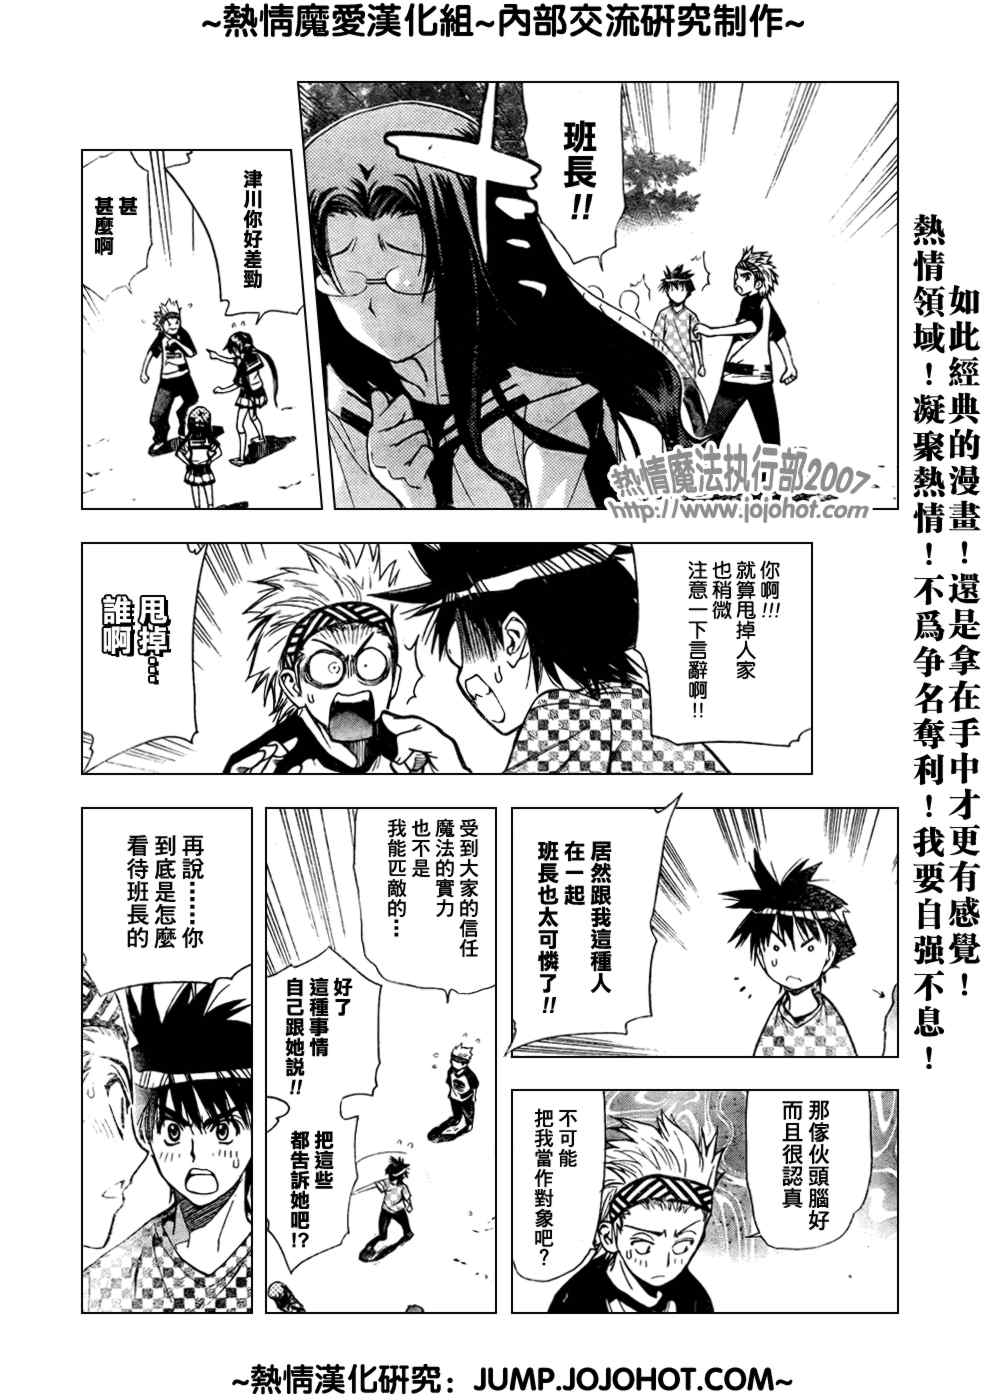 ~熱情魔愛漢化組~內部交流研究制作~
班長!!
津川你好差勁
甚
甚麼啊
熱情魔法执行部2007
http://www.jojohot.com
如此經典的漫畫！還是拿在手中才更有感覺！
熱情領域！凝聚熱情！不爲争名奪利！我要自强不息！
你啊!!!
就算甩掉人家
也稍微
注意一下言辭啊!!
甩掉…
誰啊
居然跟我這種人
在一起
班長也太可憐了!!
那傢伙頭腦好
而且很認真
不可能
把我當作對象吧？
受到大家的信任
魔法的實力
也不是
我能匹敵的…
好了
這種事情
自己跟她説!!
把這些
都告訴她吧!?
再說……你
到底是怎麼
看待班長的
~熱情漢化研究：JUMP.JOJOHOT.COM~